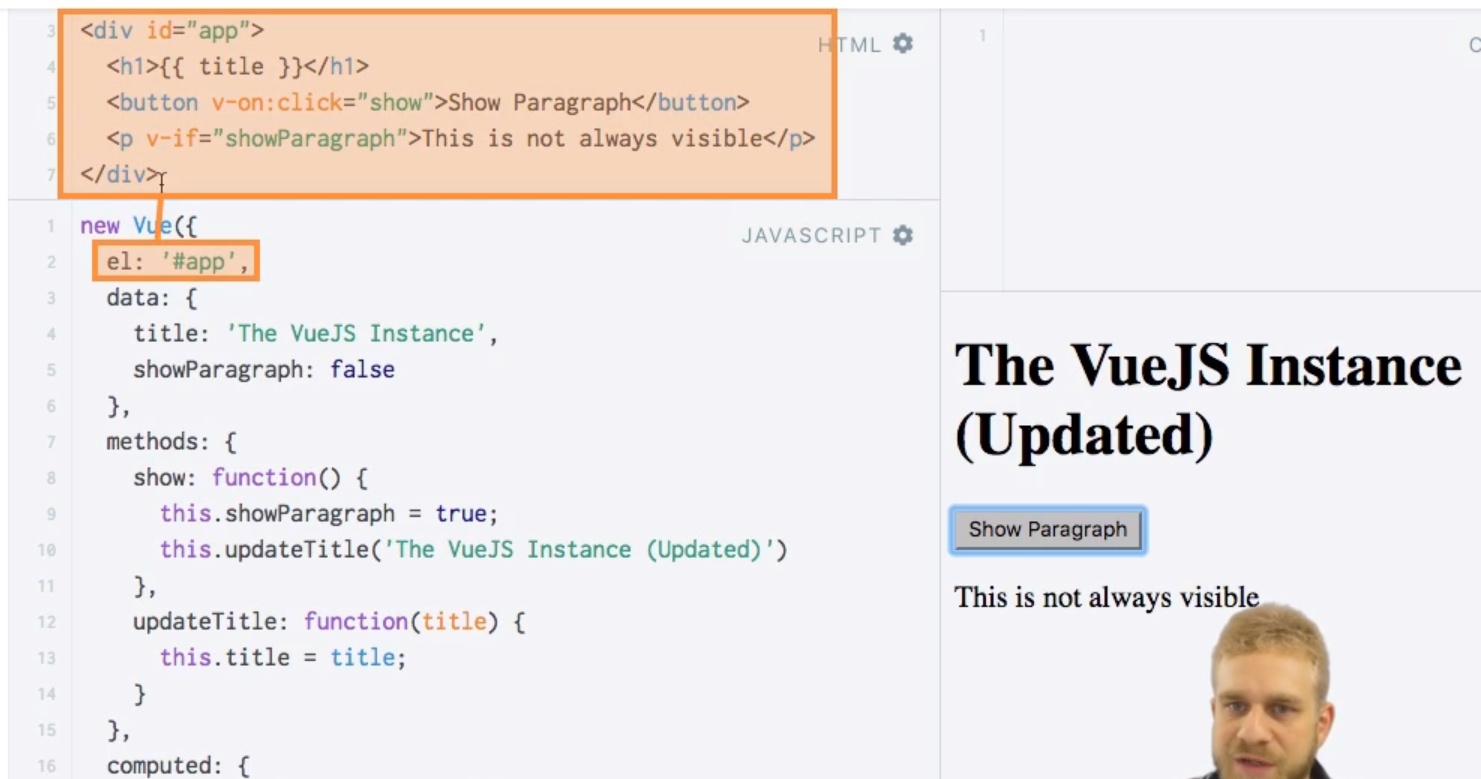 3 <div id="app">
HTML
4 <h1>{{ title }}</h1>
5 <button v-on:click="show">Show Paragraph</button>
6 <p v-if="showParagraph">This is not always visible</p>
7 </div>
1 new Vue({
JAVASCRIPT
2 el: '#app',
3 data: {
4 title: 'The VueJS Instance',
5 showParagraph: false
6 },
7 methods: {
8 show: function() {
9 this.showParagraph = true;
10 this.updateTitle('The VueJS Instance (Updated)')
11 },
12 updateTitle: function(title) {
13 this.title = title;
14 }
15 },
16 computed: {
1
The VueJS Instance
(Updated)
Show Paragraph
This is not always visible